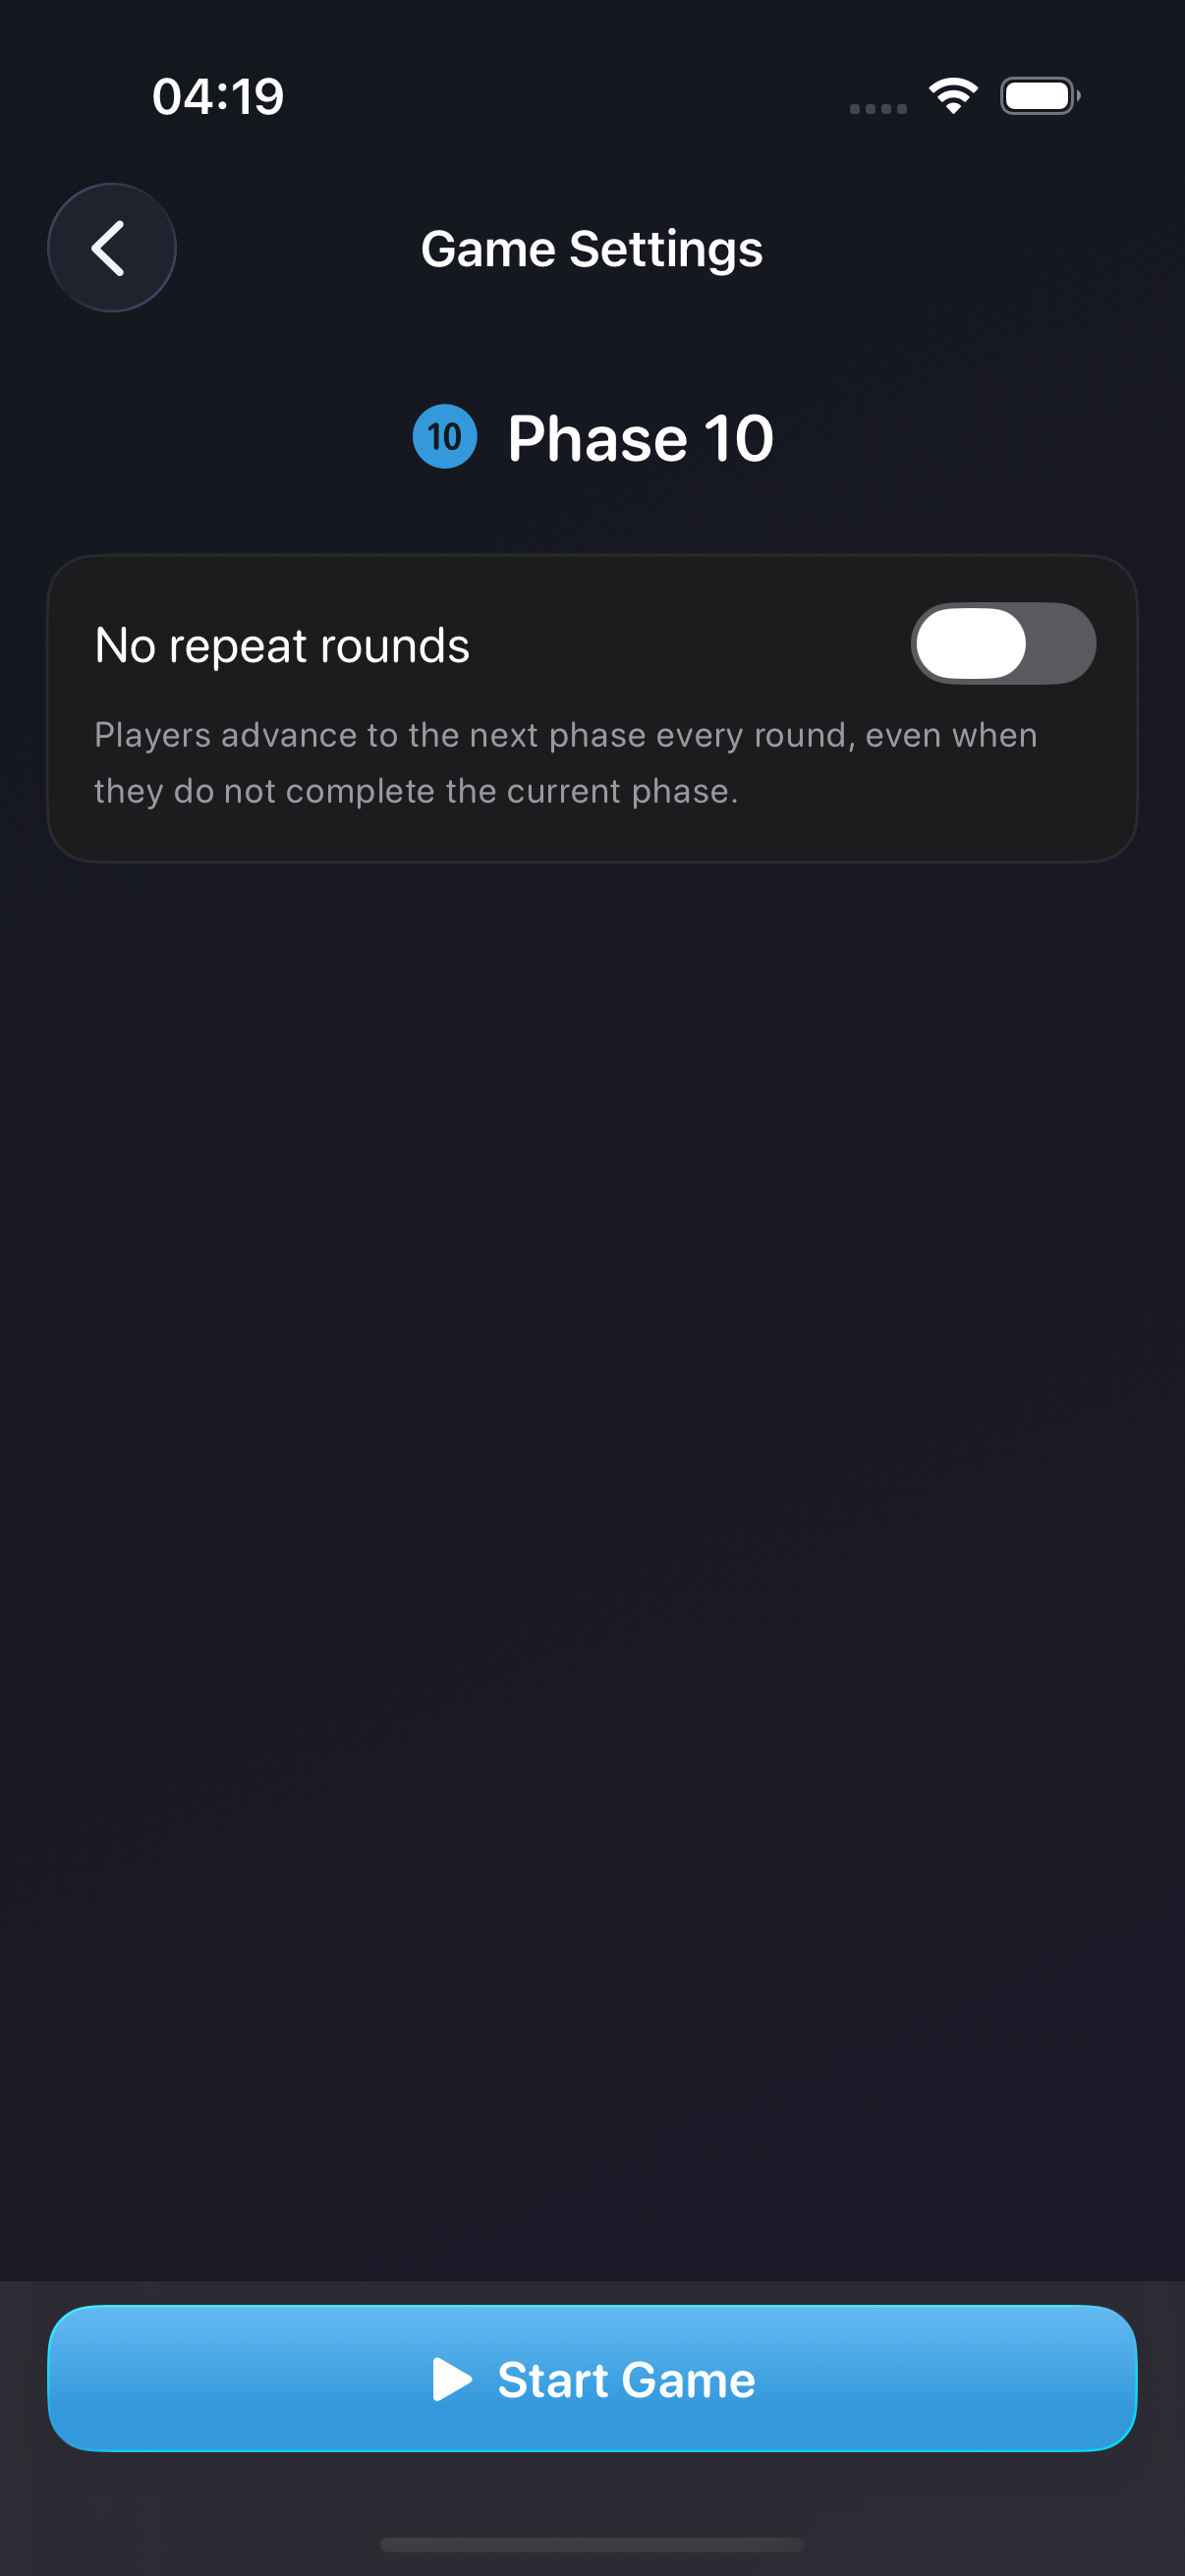 04:19
Game Settings
10 Phase 10
No repeat rounds
Players advance to the next phase every round, even when
they do not complete the current phase.
Start Game